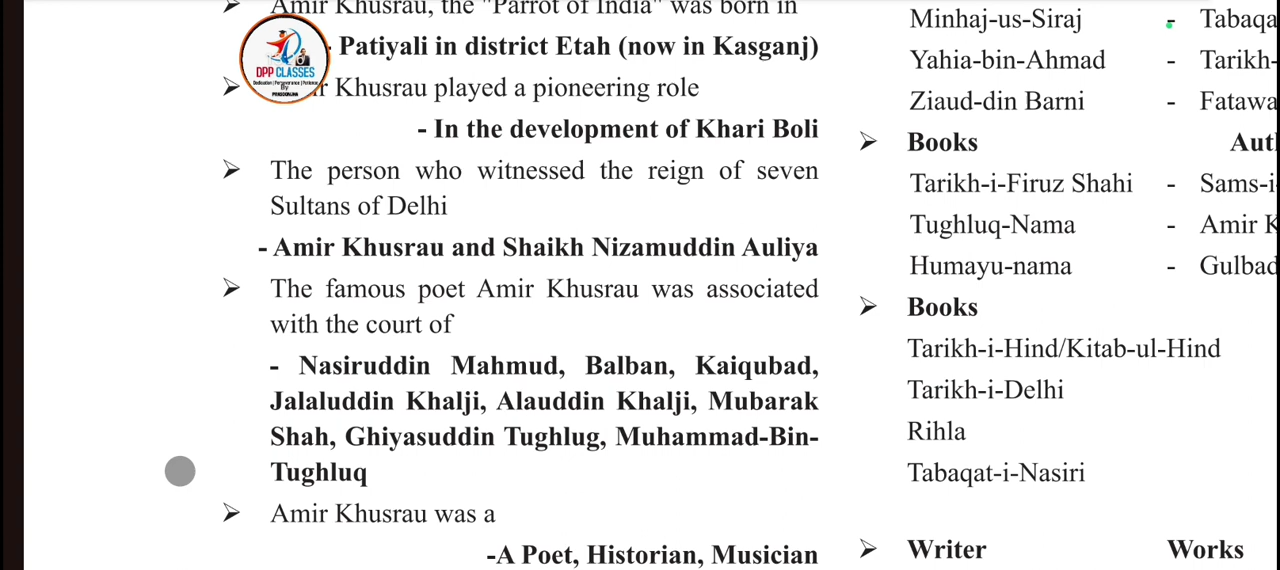 Amir Khusrau, the "Parrot of India" was born in
- Patiyali in district Etah (now in Kasganj)
DPP CLASSES
By
Khusrau played a pioneering role
- In the development of Khari Boli
The person who witnessed the reign of seven
Sultans of Delhi
- Amir Khusrau and Shaikh Nizamuddin Auliya
The famous poet Amir Khusrau was associated
with the court of
- Nasiruddin Mahmud, Balban, Kaiqubad,
Jalaluddin Khalji, Alauddin Khalji, Mubarak
Shah, Ghiyasuddin Tughlug, Muhammad-Bin-
Tughluq
Amir Khusrau was a
-A Poet, Historian, Musician
Minhaj-us-Siraj -
Yahia-bin-Ahmad - Tarikh-
Ziaud-din Barni - Fatawa
Books
Tarikh-i-Firuz Shahi - Sams-i-
Tughluq-Nama - Amir
Humayu-nama -
Books
Tarikh-i-Hind/Kitab-ul-Hind
Tarikh-i-Delhi
Rihla
Tabaqat-i-Nasiri
Writer Works